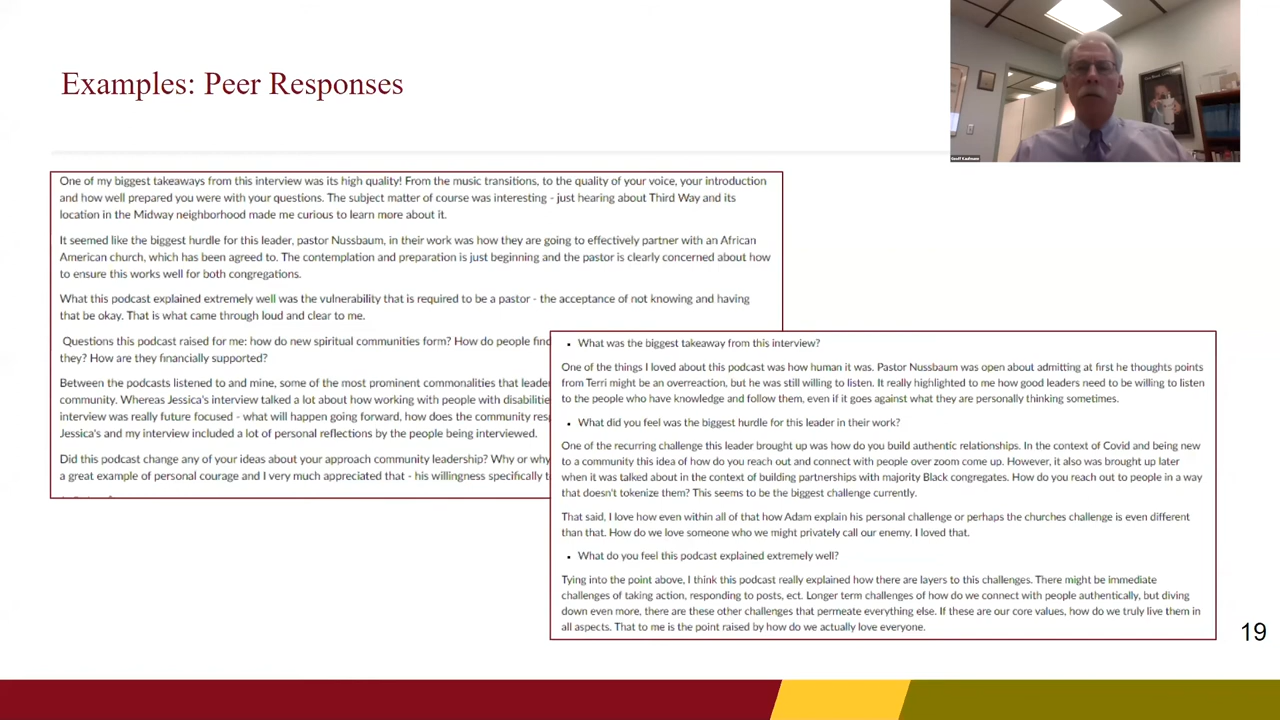 Examples: Peer Responses
One of my biggest takeaways from this interview was its high quality! From the music transitions, to the quality of your voice, your introduction
and how well prepared you were with your questions. The subject matter of course was interesting - just hearing about Third Way and its
location in the Midway neighborhood made me curious to learn more about it.
It seemed like the biggest hurdle for this leader, pastor Nussbaum, in their work was how they are going to effectively partner with an African
American church, which has been agreed to. The contemplation and preparation is just beginning and the pastor is clearly concerned about how
to ensure this works well for both congregations.
What this podcast explained extremely well was the vulnerability that is required to be a pastor - the acceptance of not knowing and having
that be okay. That is what came through loud and clear to me.
Questions this podcast raised for me: how do new spiritual communities form? How do people find
they? How are they financially supported?
Between the podcasts listened to and mine, some of the most prominent commonalities that leade
community. Whereas Jessica's interview talked a lot about how working with people with disabilitie
interview was really future focused - what will happen going forward, how does the community res
Jessica's and my interview included a lot of personal reflections by the people being interviewed.
Did this podcast change any of your ideas about your approach community leadership? Why or why
a great example of personal courage and I very much appreciated that - his willingness specifically t
• What was the biggest takeaway from this interview?
One of the things I loved about this podcast was how human it was. Pastor Nussbaum was open about admitting at first he thoughts points
from Terri might be an overreaction, but he was still willing to listen. It really highlighted to me how good leaders need to be willing to listen
to the people who have knowledge and follow them, even if it goes against what they are personally thinking sometimes.
• What did you feel was the biggest hurdle for this leader in their work?
One of the recurring challenge this leader brought up was how do you build authentic relationships. In the context of Covid and being new
to a community this idea of how do you reach out and connect with people over zoom come up. However, it also was brought up later
when it was talked about in the context of building partnerships with majority Black congregates. How do you reach out to people in a way
that doesn't tokenize them? This seems to be the biggest challenge currently.
That said, I love how even within all of that how Adam explain his personal challenge or perhaps the churches challenge is even different
than that. How do we love someone who we might privately call our enemy. I loved that.
• What do you feel this podcast explained extremely well?
Tying into the point above, I think this podcast really explained how there are layers to this challenges. There might be immediate
challenges of taking action, responding to posts, ect. Longer term challenges of how do we connect with people authentically, but diving
down even more, there are these other challenges that permeate everything else. If these are our core values, how do we truly live them in
all aspects. That to me is the point raised by how do we actually love everyone.
19